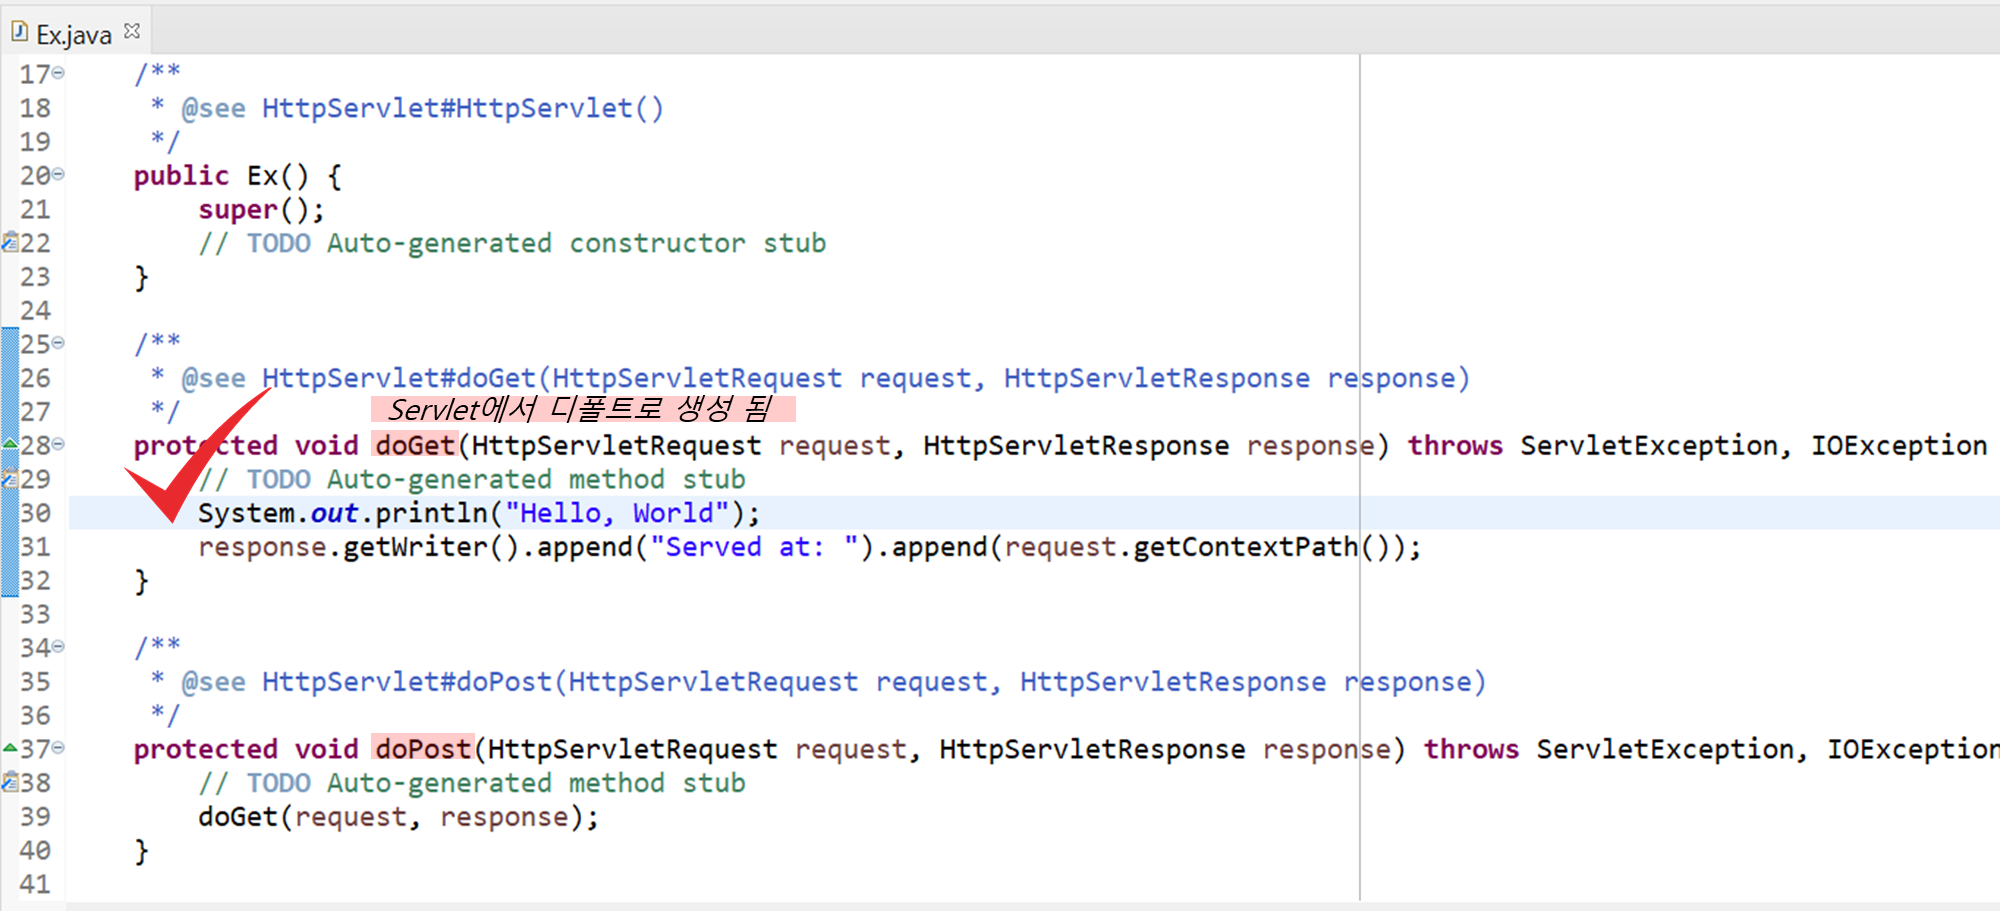 Ex.java
17 /**
18 * @see HttpServlet#HttpServlet()
19 */
20 public Ex() {
21 super();
22 // TODO Auto-generated constructor stub
23 }
24
25 /**
26 * @see HttpServlet#doGet(HttpServletRequest request, HttpServletResponse response)
27 */
Servlet에서 디폴트로 생성 됨
28 protected void doGet(HttpServletRequest request, HttpServletResponse response) throws ServletException, IOException
29 // TODO Auto-generated method stub
30 System.out.println("Hello, World");
31 response.getWriter().append("Served at: ").append(request.getContextPath());
32 }
33
34 /**
35 * @see HttpServlet#doPost(HttpServletRequest request, HttpServletResponse response)
36 */
37 protected void doPost(HttpServletRequest request, HttpServletResponse response) throws ServletException, IOException
38 // TODO Auto-generated method stub
39 doGet(request, response);
40 }
41